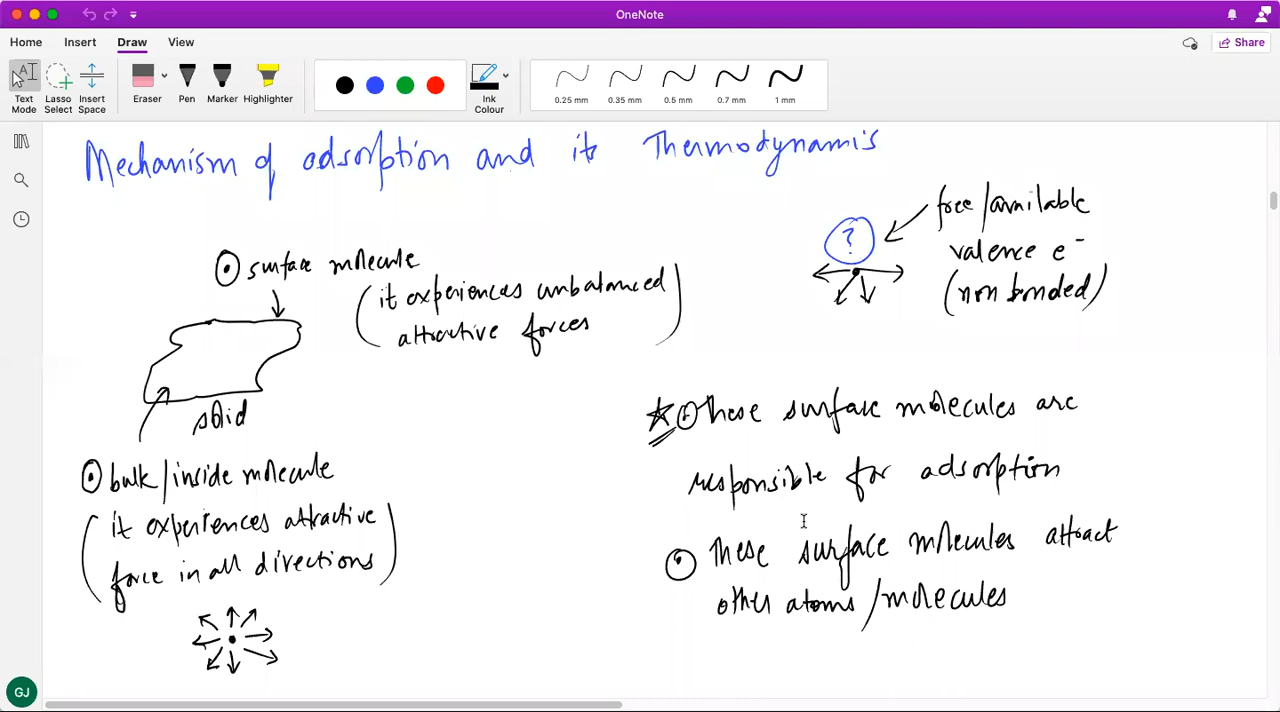 OneNote
Home Insert Draw View
Share
Text Mode
Lasso Select
Insert Space
Eraser
Pen
Marker
Highlighter
Ink Colour
0.25 mm
0.35 mm
0.5 mm
0.7 mm
1 mm
Mechanism of adsorption and its Thermodynamis
surface molecule
(it experiences unbalanced
attractive forces)
solid
bulk/inside molecule
(it experiences attractive
force in all directions)
?
free/available
valence e⁻
(non bonded)
These surface molecules are
responsible for adsorption
These surface molecules attract
other atoms/molecules
GJ